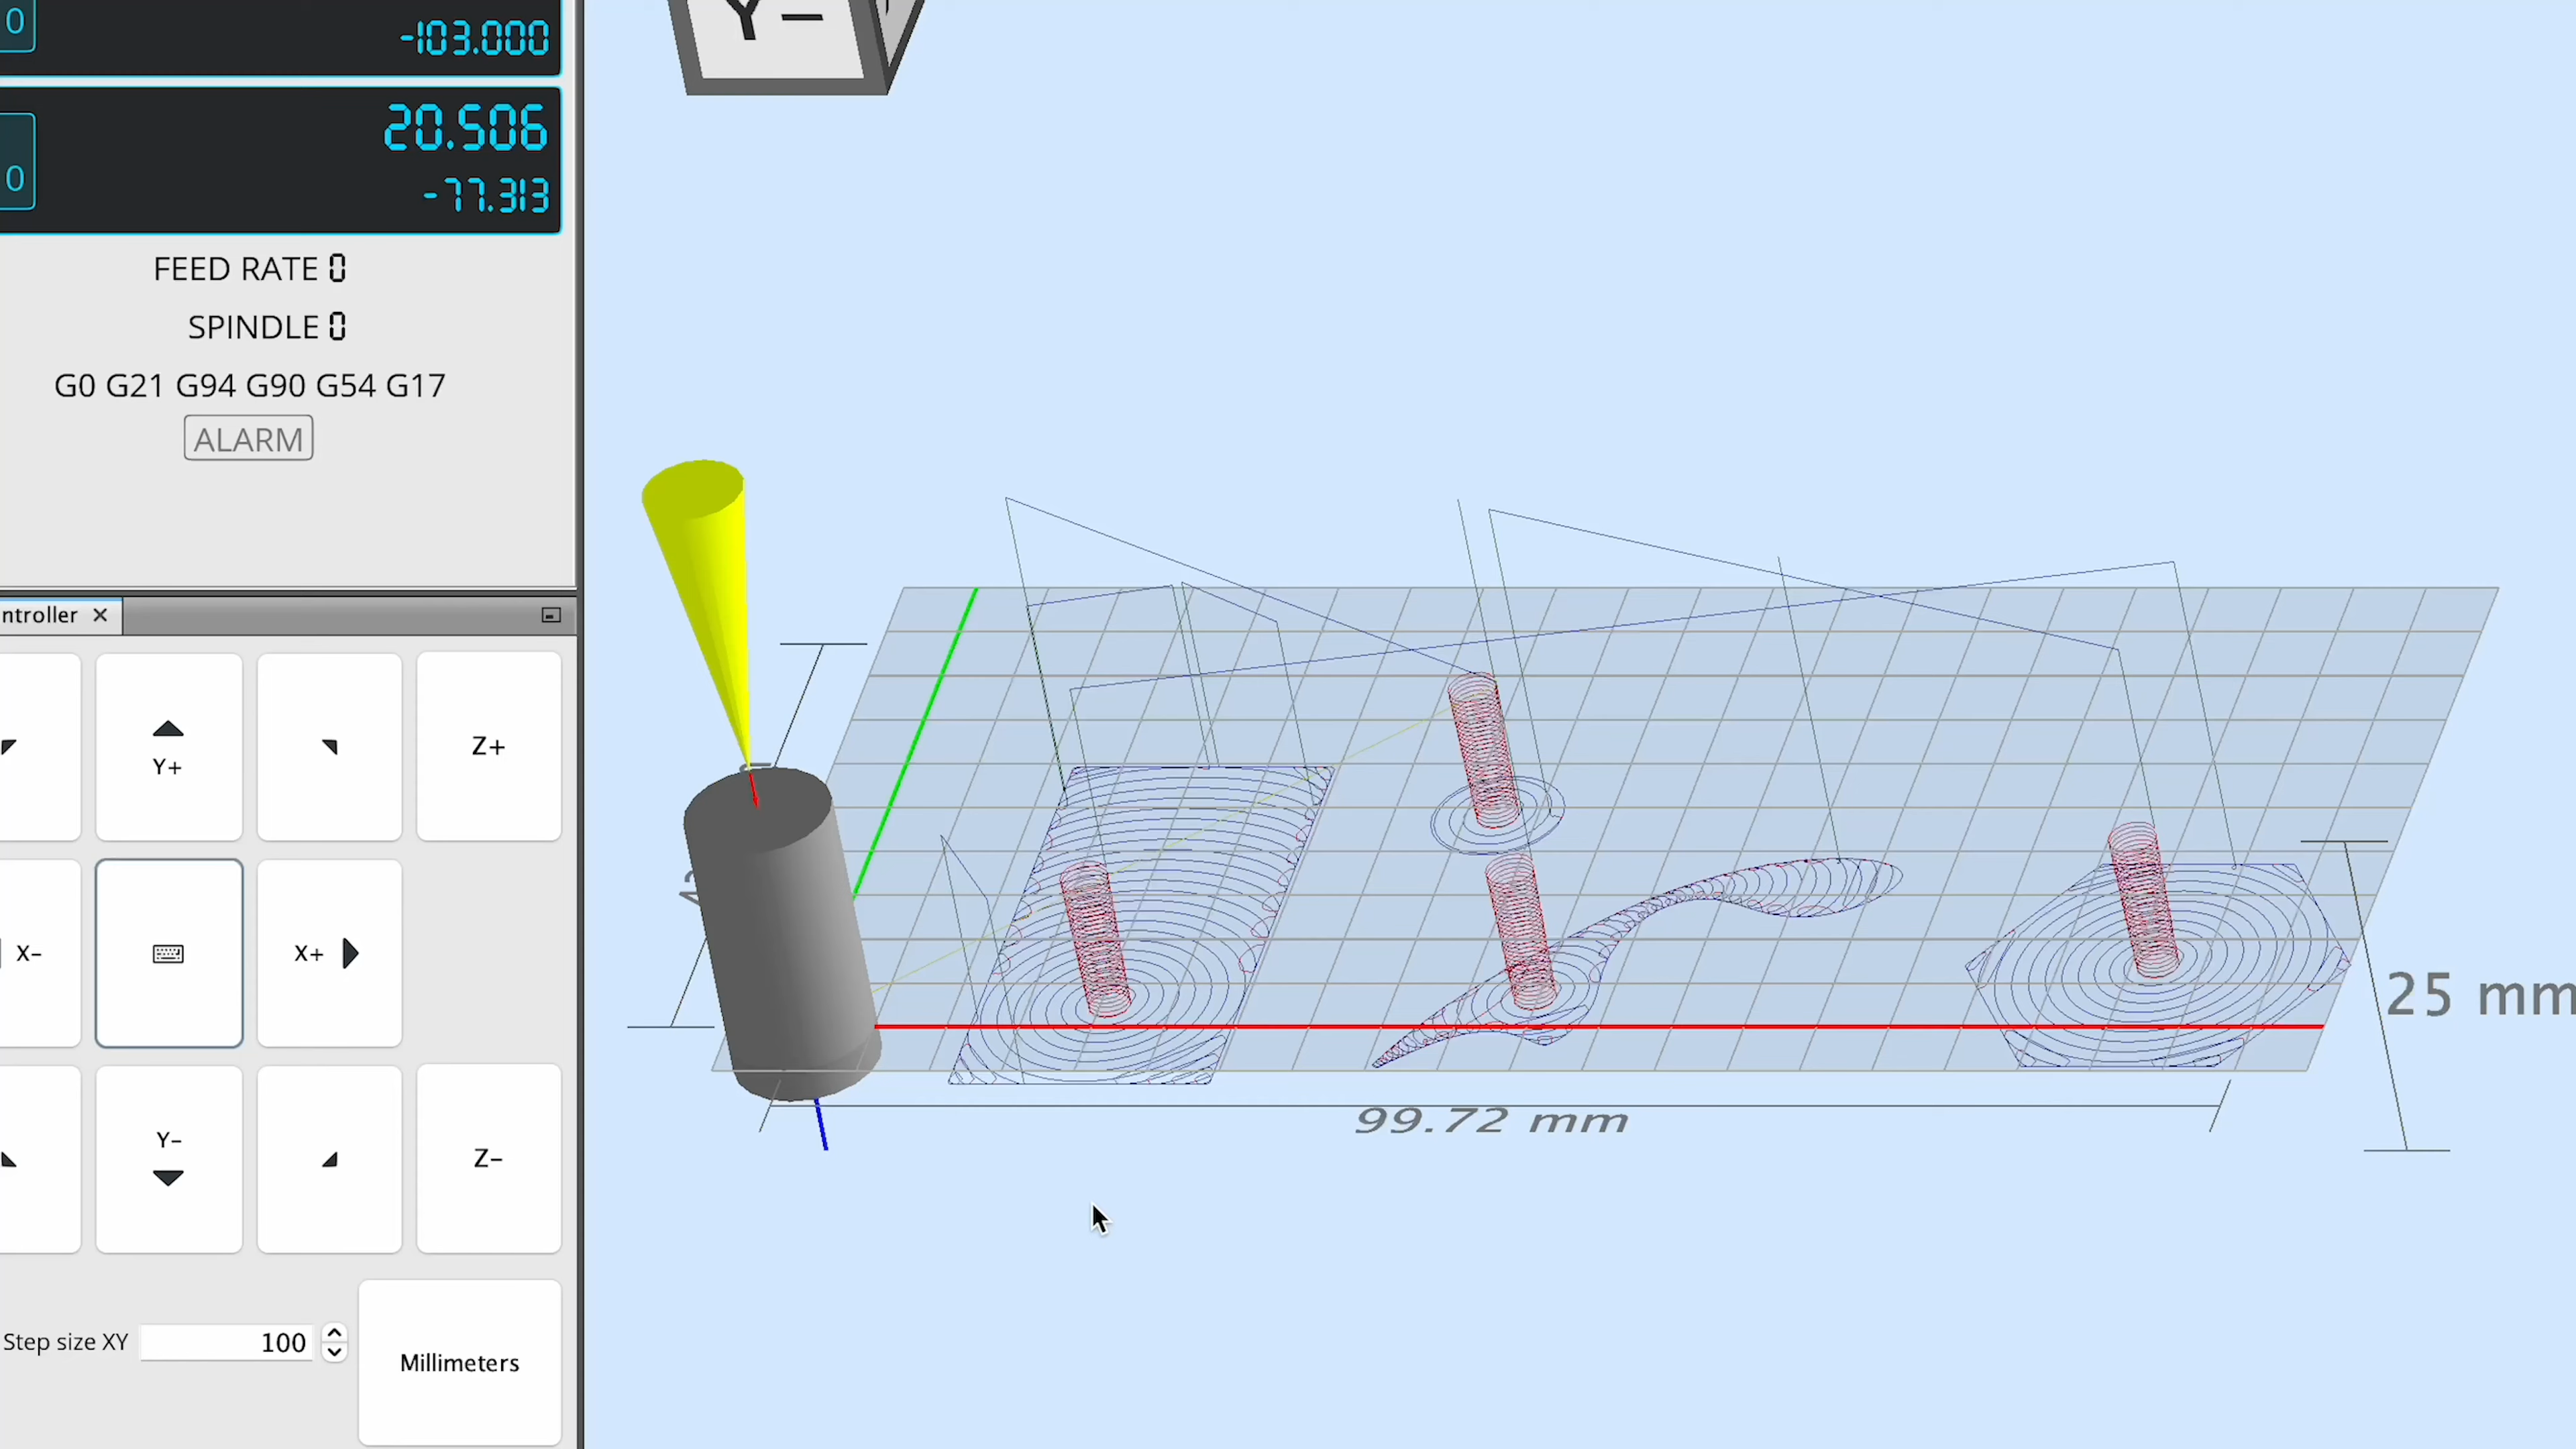 Y–
0
-103.000
20.506
0
-77.313
FEED RATE 0
SPINDLE 0
G0 G21 G94 G90 G54 G17
ALARM
ntroller
Y+
Z+
X-
X+
25 mm
Y-
Z-
99.72 mm
Step size XY
100
Millimeters